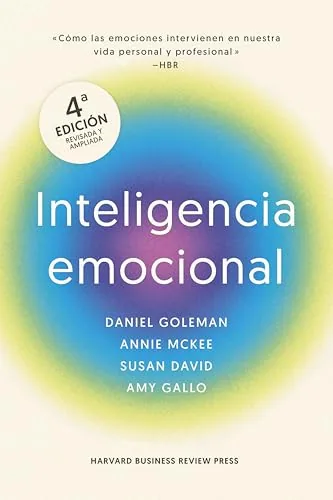 «Cómo las emociones intervienen en nuestra
vida personal y profesional»
—HBR
4ª
EDICIÓN
REVISADA Y
AMPLIADA
Inteligencia
emocional
DANIEL GOLEMAN
ANNIE MCKEE
SUSAN DAVID
AMY GALLO
HARVARD BUSINESS REVIEW PRESS